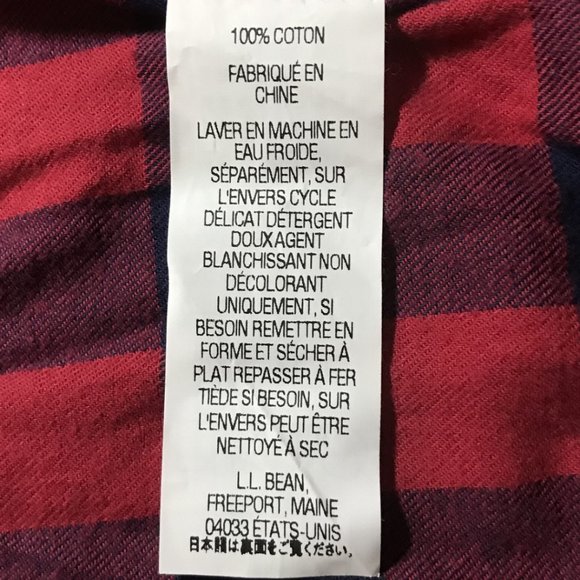 100% COTON
FABRIQUÉ EN
CHINE
LAVER EN MACHINE EN
EAU FROIDE,
SÉPARÉMENT, SUR
L'ENVERS CYCLE
DÉLICAT DÉTERGENT
DOUXAGENT
BLANCHISSANT NON
DÉCOLORANT
UNIQUEMENT, SI
BESOIN REMETTRE EN
FORME ET SÉCHER À
PLAT REPASSER À FER
TIÈDE SI BESOIN, SUR
L'ENVERS PEUT ÊTRE
NETTOYÉ À SEC
L.L. BEAN,
FREEPORT, MAINE
04033 ÉTATS-UNIS
日本語は裏面をご覧ください。